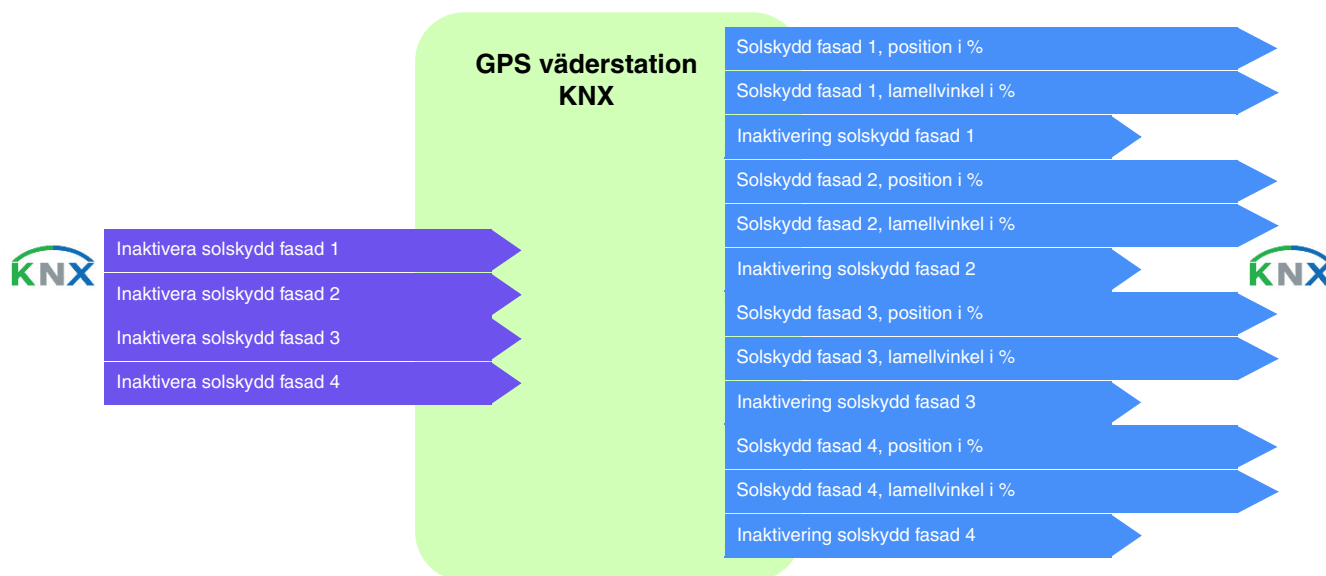 GPS väderstation
KNX
KNX
Inaktivera solskydd fasad 1
Inaktivera solskydd fasad 2
Inaktivera solskydd fasad 3
Inaktivera solskydd fasad 4
Solskydd fasad 1, position i %
Solskydd fasad 1, lamellvinkel i %
Inaktivering solskydd fasad 1
Solskydd fasad 2, position i %
Solskydd fasad 2, lamellvinkel i %
Inaktivering solskydd fasad 2
Solskydd fasad 3, position i %
Solskydd fasad 3, lamellvinkel i %
Inaktivering solskydd fasad 3
Solskydd fasad 4, position i %
Solskydd fasad 4, lamellvinkel i %
Inaktivering solskydd fasad 4
KNX